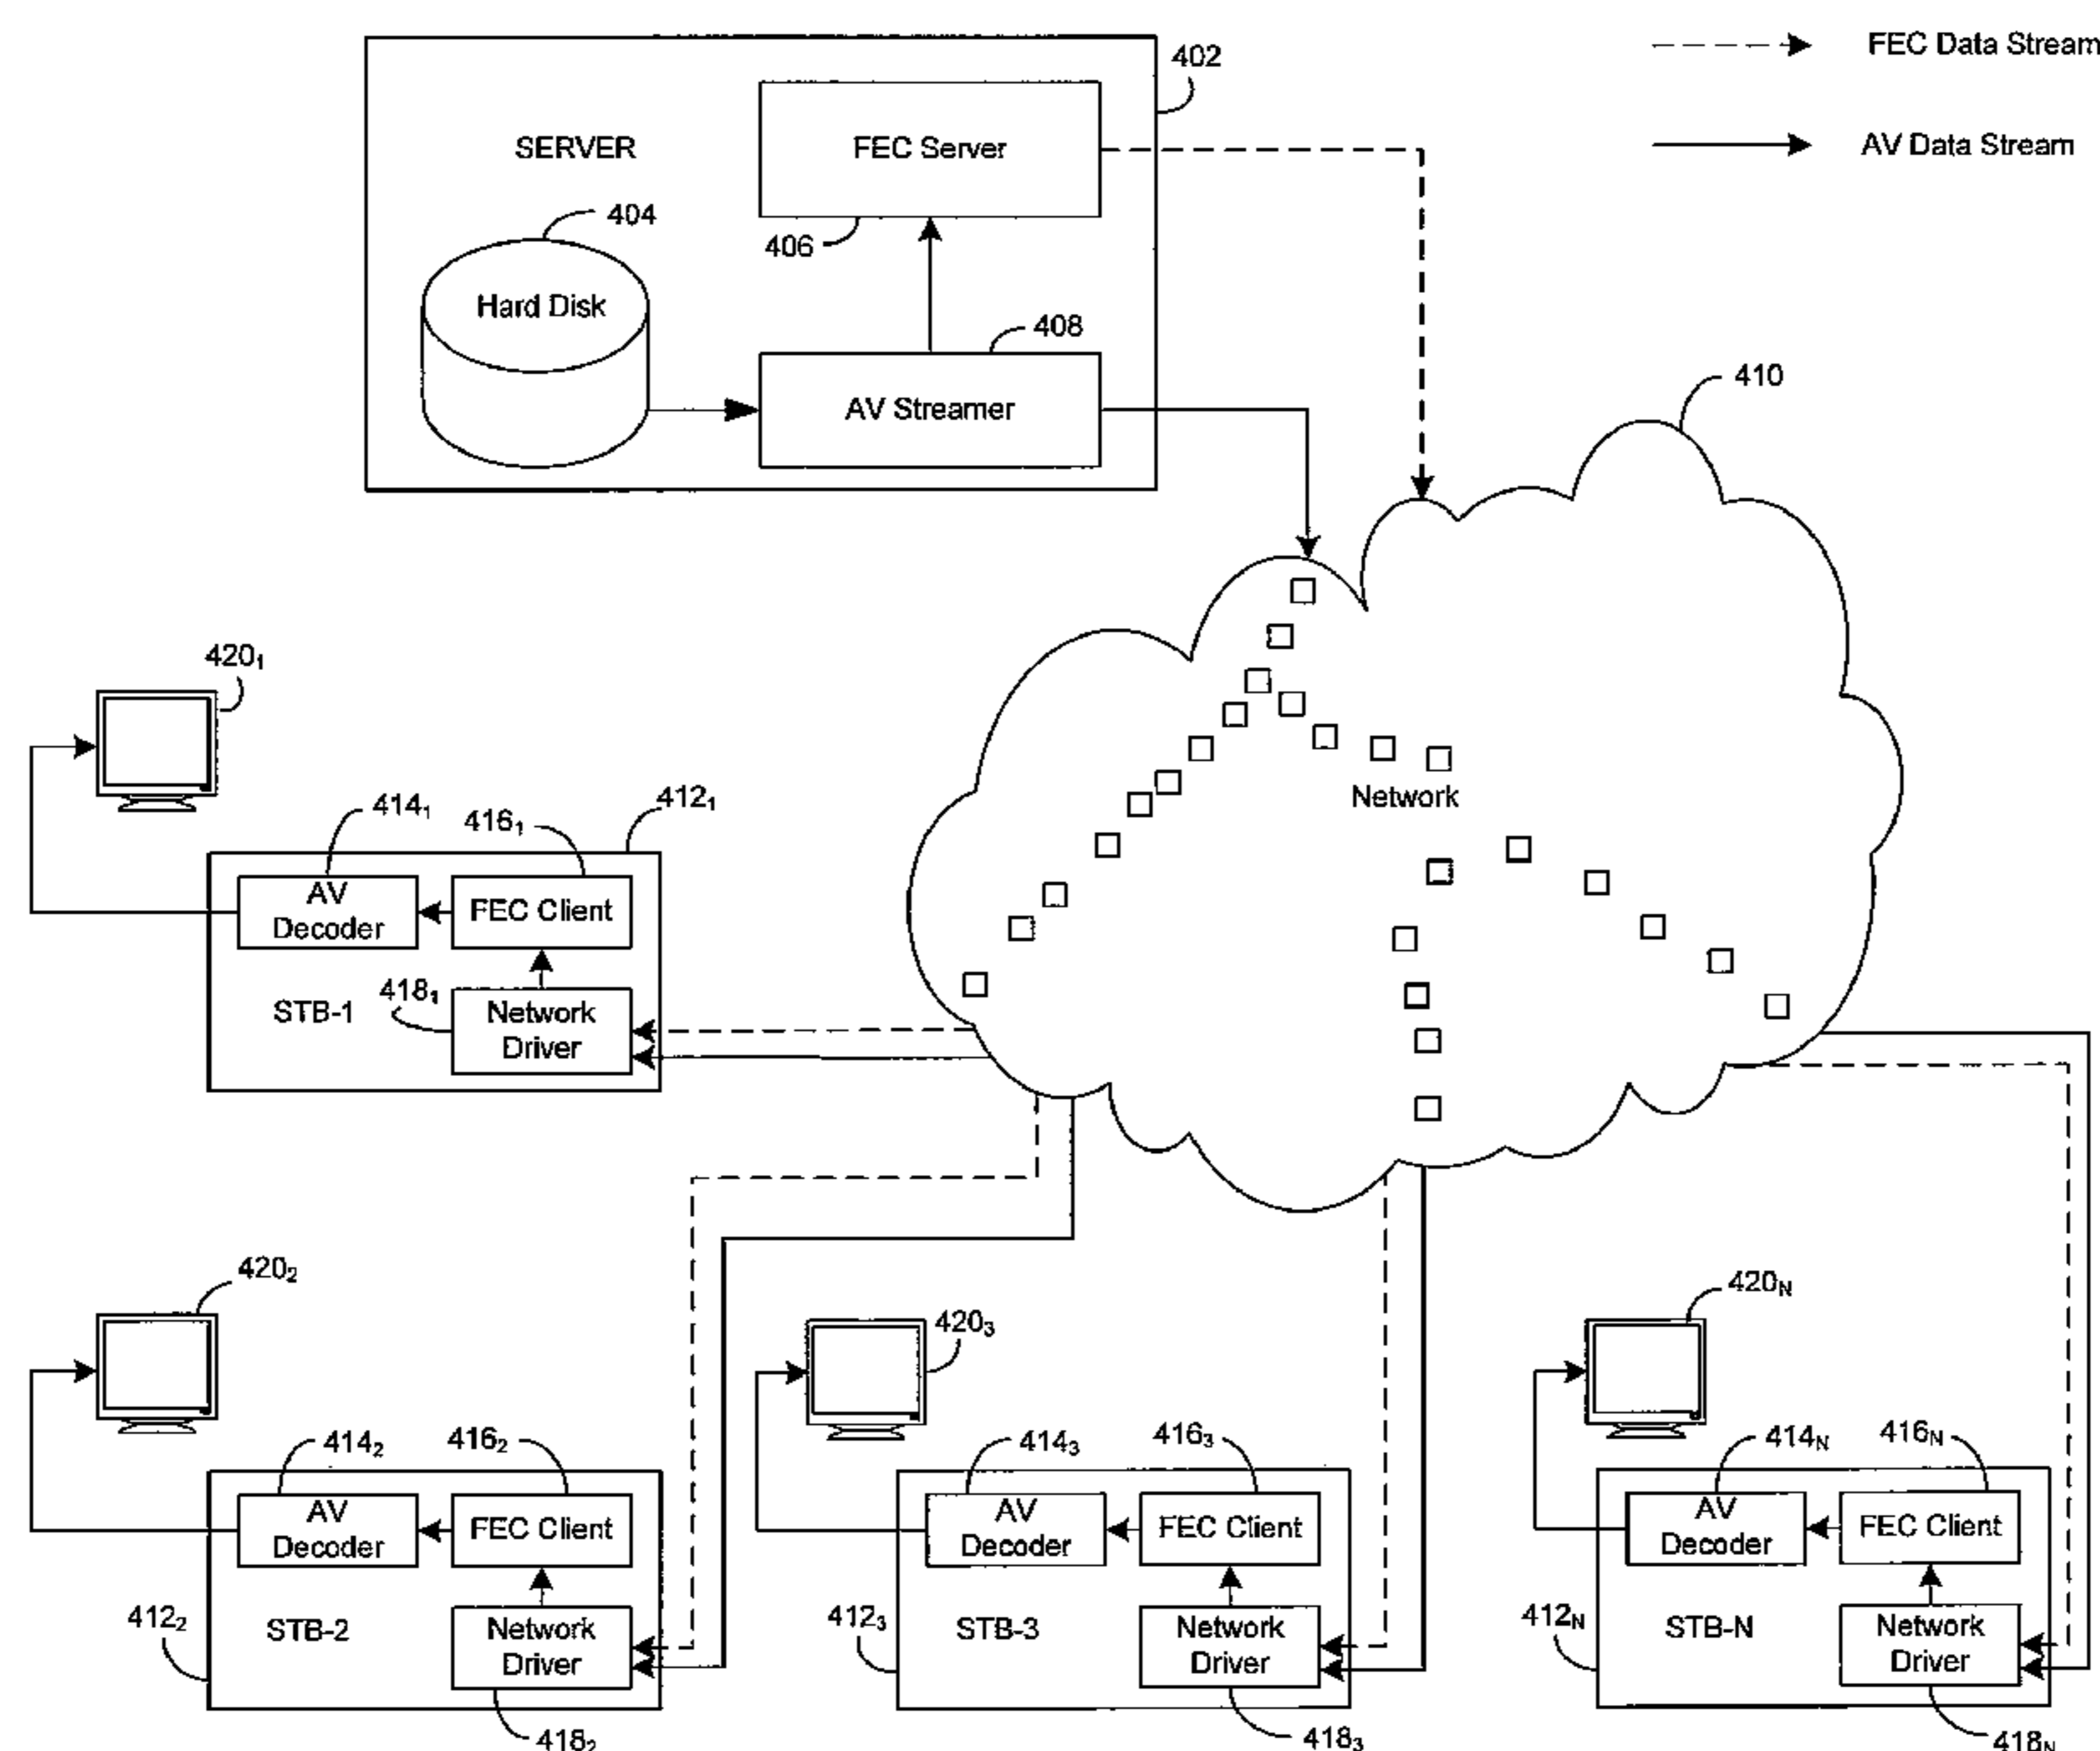 402
FEC Data Stream
SERVER
FEC Server
AV Data Stream
404
406
Hard Disk
408
AV Streamer
410
420₁
Network
414₁
416₁
412₁
AV
Decoder
FEC Client
STB-1
418₁
Network
Driver
420₂
420₃
420N
414₂
416₂
AV
Decoder
FEC Client
412₂
STB-2
Network
Driver
418₂
414₃
416₃
AV
Decoder
FEC Client
412₃
STB-3
Network
Driver
418₃
414N
416N
AV
Decoder
FEC Client
412N
STB-N
Network
Driver
418N